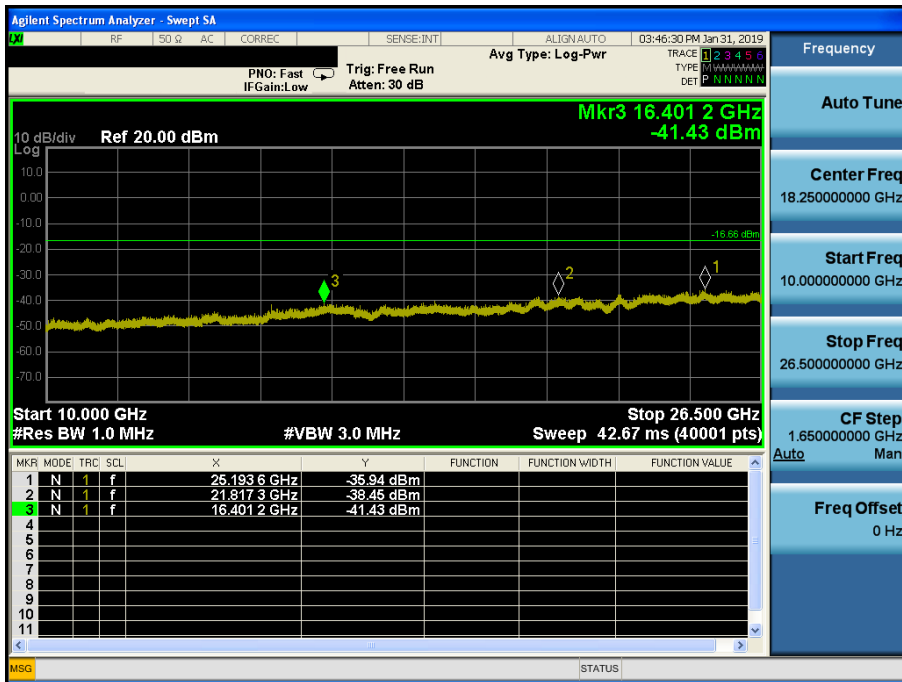 Agilent Spectrum Analyzer - Swept SA
LXI RF 50 Ω AC CORREC SENSE:INT ALIGN AUTO 03:46:30 PM Jan 31, 2019
Avg Type: Log-Pwr TRACE 1 2 3 4 5 6
PNO: Fast Trig: Free Run TYPE M WWWWW
IFGain:Low Atten: 30 dB DET P N N N N N
Mkr3 16.401 2 GHz
-41.43 dBm
10 dB/div Ref 20.00 dBm
Log
10.0
0.00
-10.0
-16.66 dBm
-20.0
-30.0
-40.0
-50.0
-60.0
-70.0
3
2
1
Start 10.000 GHz Stop 26.500 GHz
#Res BW 1.0 MHz #VBW 3.0 MHz Sweep 42.67 ms (40001 pts)
MKR MODE TRC SCL X Y FUNCTION FUNCTION WIDTH FUNCTION VALUE
1 N 1 f 25.193 6 GHz -35.94 dBm
2 N 1 f 21.817 3 GHz -38.45 dBm
3 N 1 f 16.401 2 GHz -41.43 dBm
4
5
6
7
8
9
10
11
MSG STATUS
Frequency
Auto Tune
Center Freq
18.250000000 GHz
Start Freq
10.000000000 GHz
Stop Freq
26.500000000 GHz
CF Step
1.650000000 GHz
Auto Man
Freq Offset
0 Hz